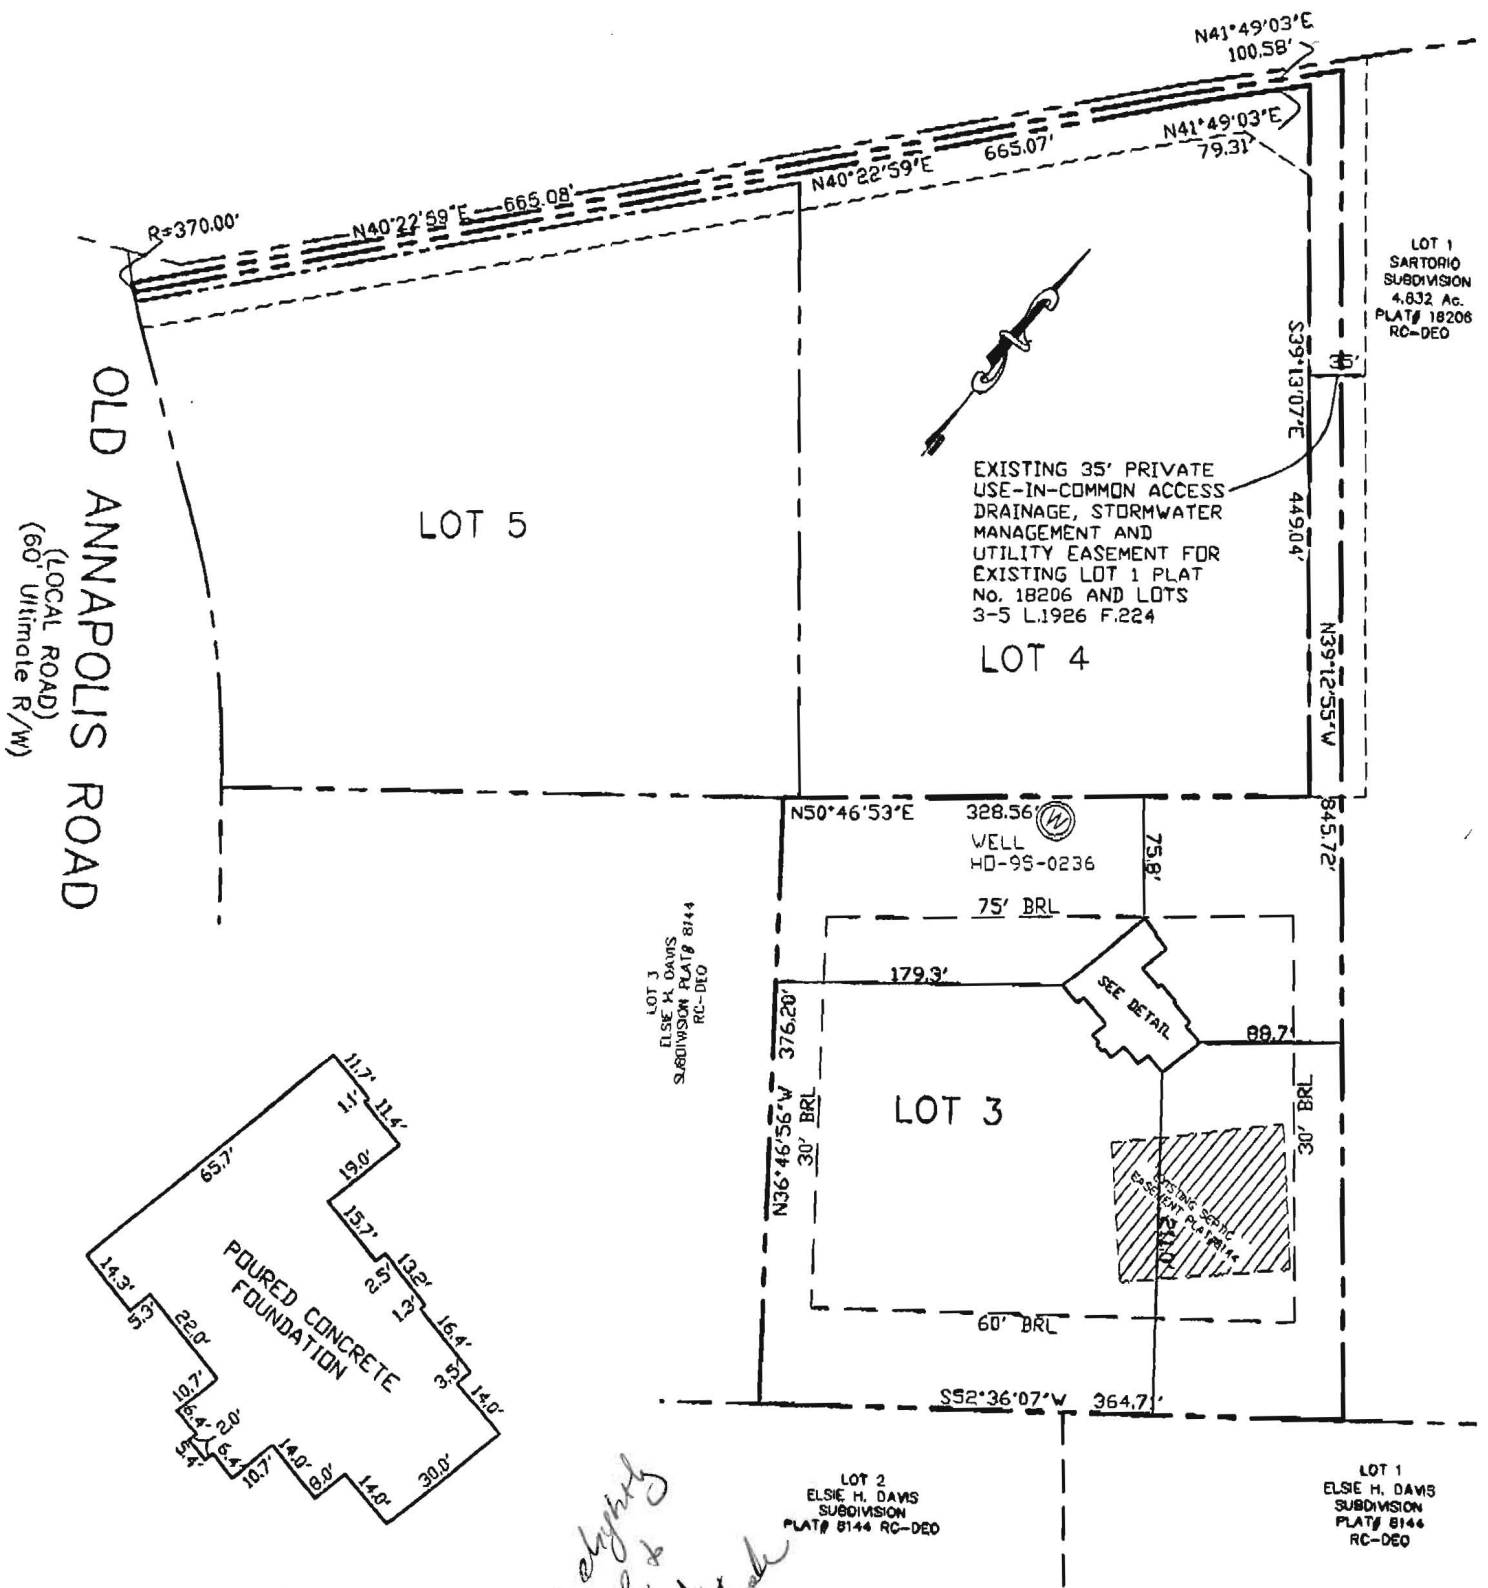 N41°49'03"E
100.58'
N41°49'03"E
79.31'
665.07'
N40°22'59"E
N40°22'59"E
665.08'
R=370.00'
LOT 1
SARTORIO
SUBDIVISION
4.832 Ac.
PLAT# 18206
RC-DEO
35'
S39°13'07"E
449.04'
N39°12'55"W
845.72'
EXISTING 35' PRIVATE
USE-IN-COMMON ACCESS
DRAINAGE, STORMWATER
MANAGEMENT AND
UTILITY EASEMENT FOR
EXISTING LOT 1 PLAT
No. 18206 AND LOTS
3-5 L.1926 F.224
LOT 5
LOT 4
OLD ANNAPOLIS ROAD
(LOCAL ROAD)
(60' Ultimate R/W)
N50°46'53"E
328.56'
W
WELL
HD-95-0236
75.8'
75' BRL
LOT 3
ELSIE H. DAVIS
SUBDIVISION PLAT# 8144
RC-DEO
179.3'
SEE DETAIL
88.7'
N36°46'56"W
376.20'
30' BRL
LOT 3
30' BRL
EXISTING SEPTIC
EASEMENT PLAT#8144
60' BRL
S52°36'07"W
364.71'
LOT 2
ELSIE H. DAVIS
SUBDIVISION
PLAT# 8144 RC-DEO
LOT 1
ELSIE H. DAVIS
SUBDIVISION
PLAT# 8144
RC-DEO
11.7'
1.1'
11.4'
19.0'
65.7'
15.7'
2.5'
13.2'
1.3'
16.4'
3.5'
14.0'
POURED CONCRETE
FOUNDATION
14.3'
5.3'
22.0'
10.7'
6.4'
2.0'
5.4'
6.4'
10.7'
14.0'
8.0'
14.0'
30.0'
slightly